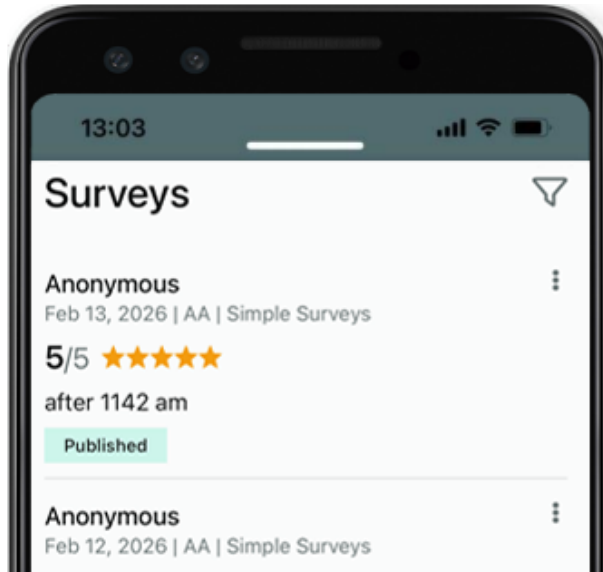 13:03
Surveys
Anonymous
Feb 13, 2026 | AA | Simple Surveys
5/5
after 1142 am
Published
Anonymous
Feb 12, 2026 | AA | Simple Surveys